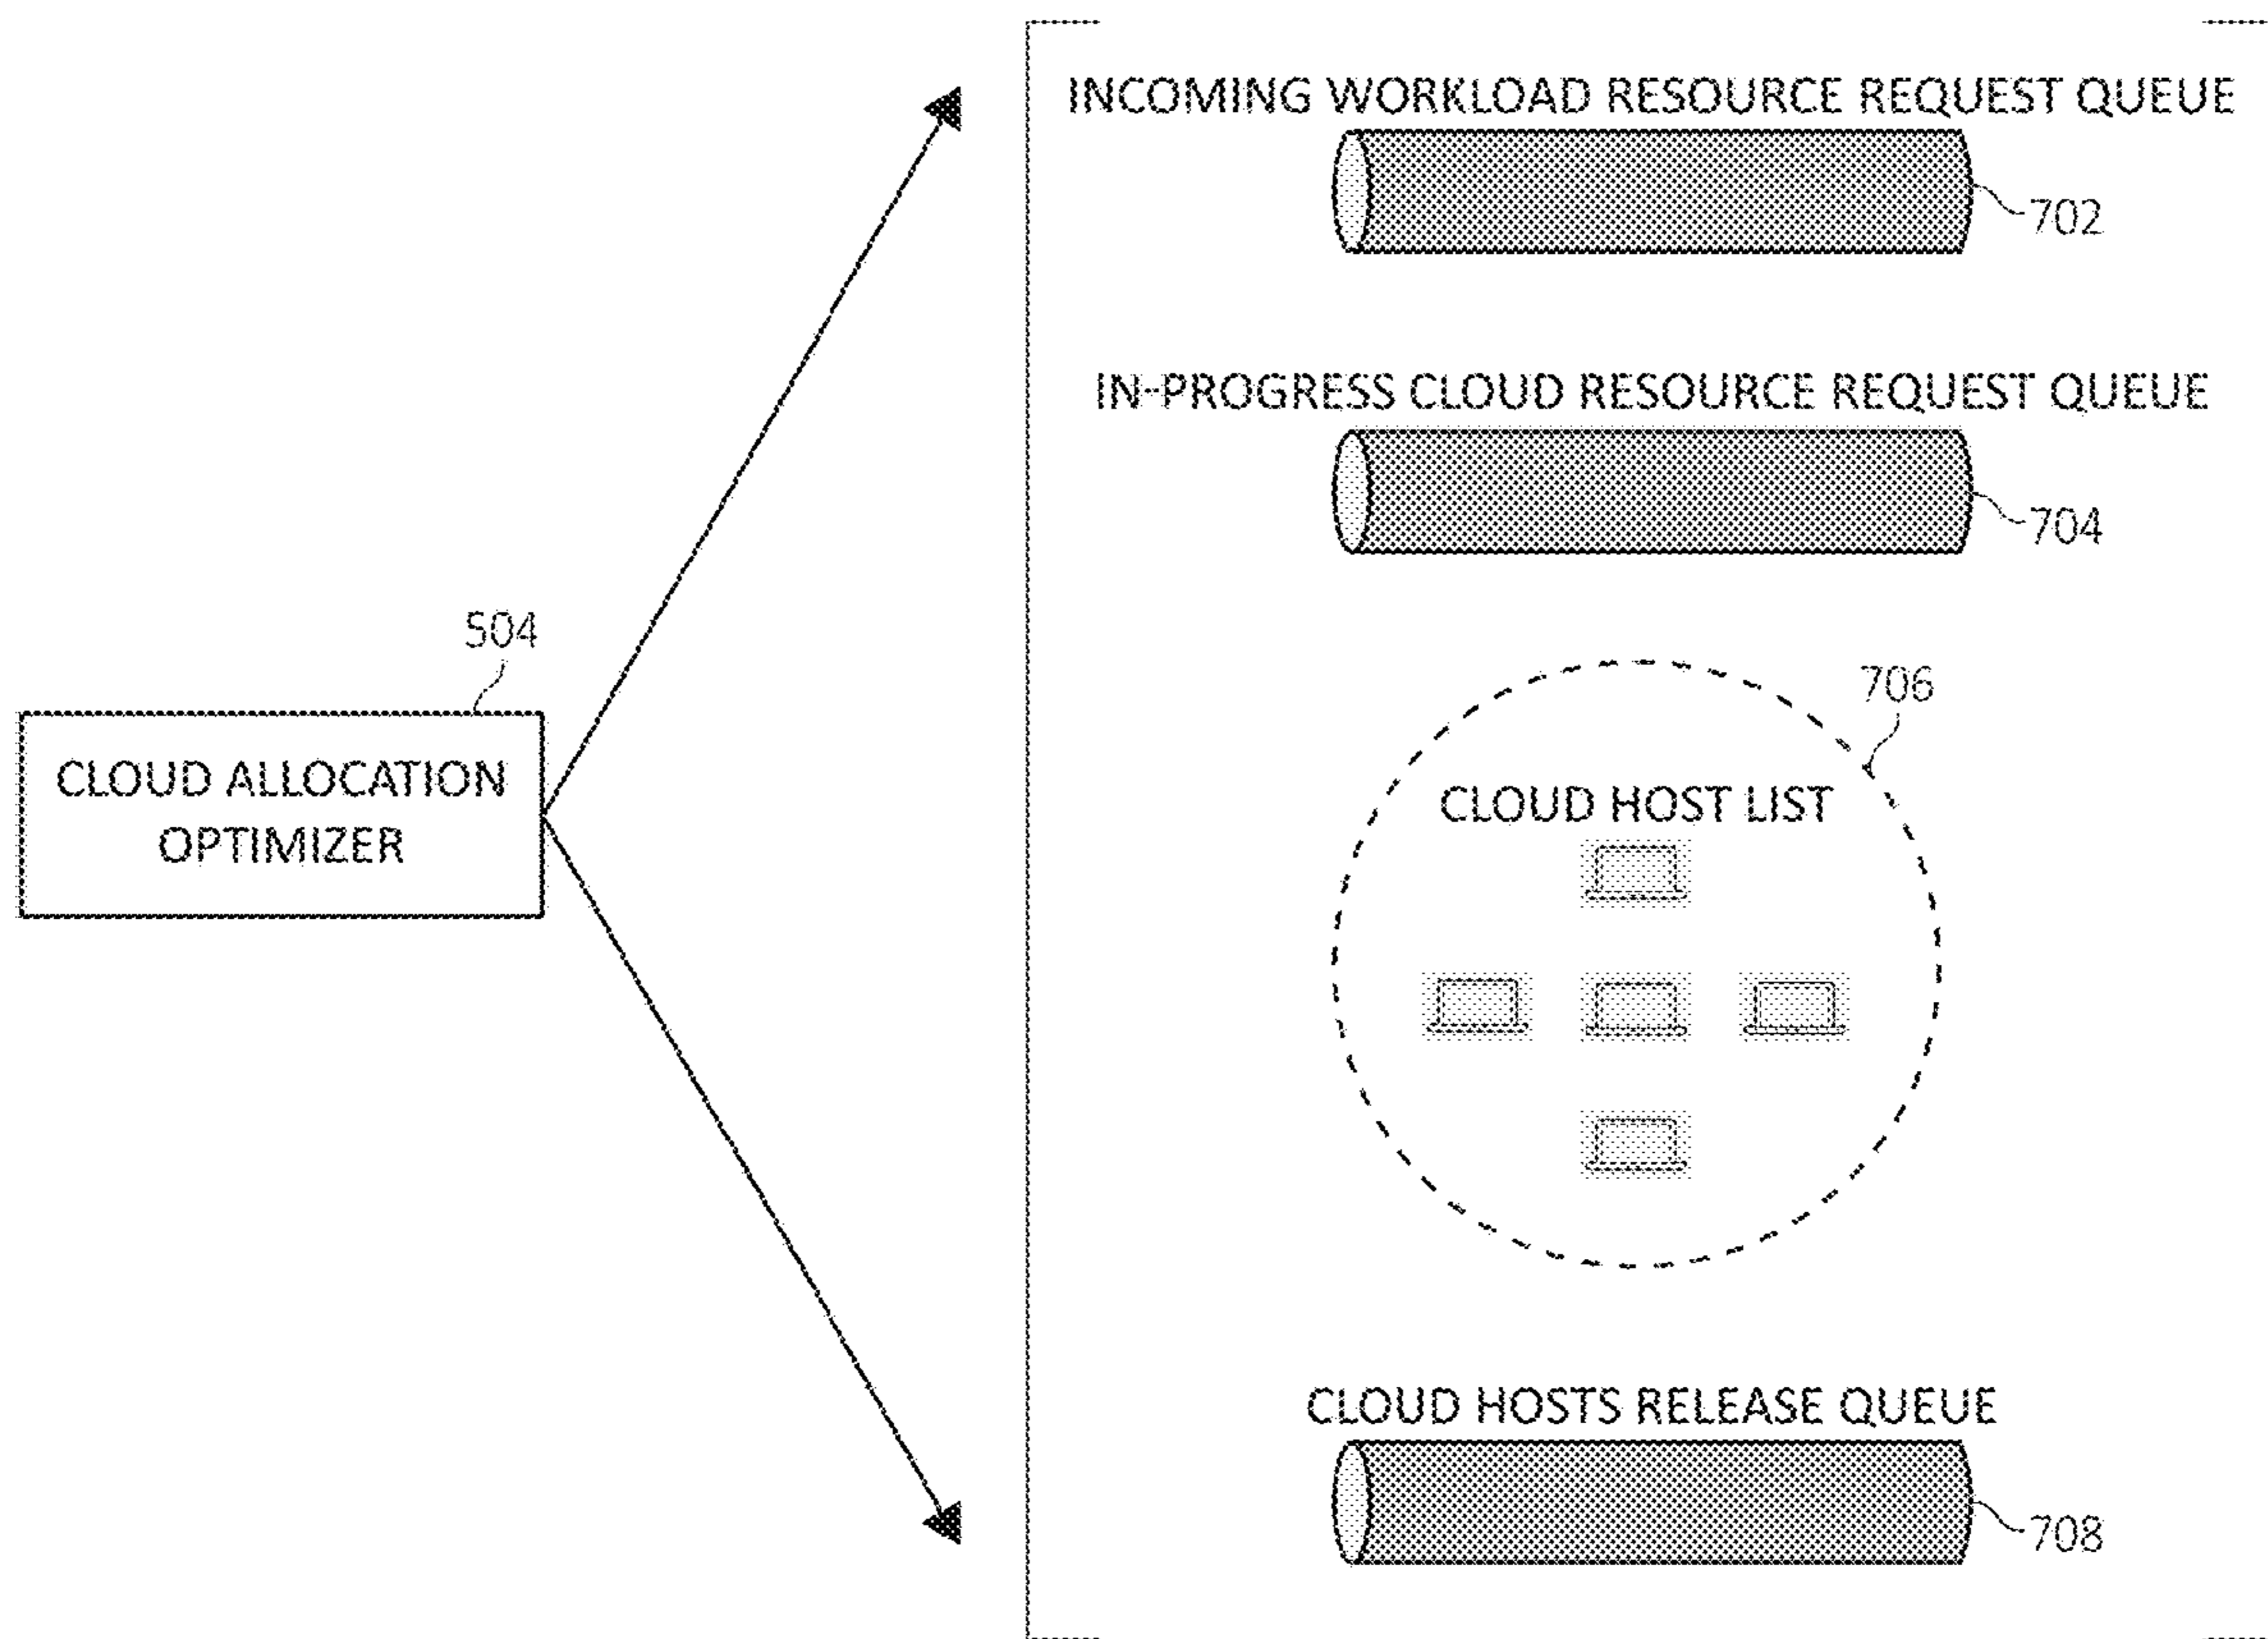 INCOMING WORKLOAD RESOURCE REQUEST QUEUE
702
IN-PROGRESS CLOUD RESOURCE REQUEST QUEUE
704
504
CLOUD ALLOCATION
OPTIMIZER
706
CLOUD HOST LIST
CLOUD HOSTS RELEASE QUEUE
708